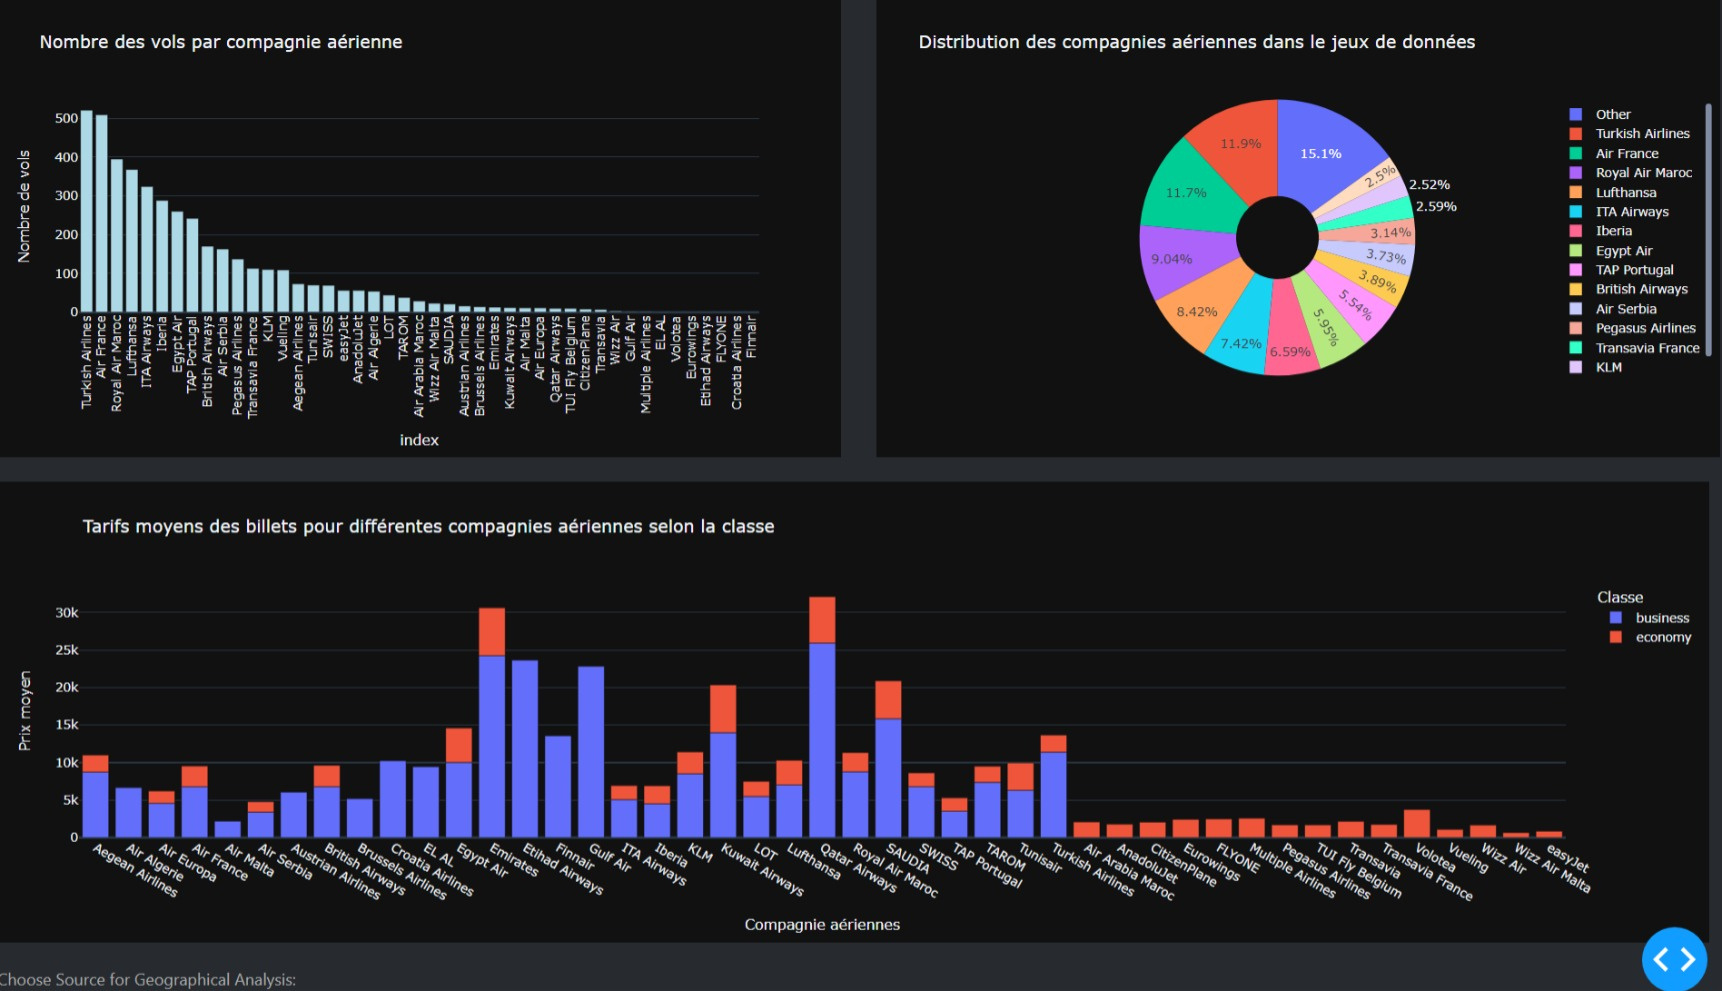 Nombre des vols par compagnie aérienne
Nombre de vols
500
400
300
200
100
0
Turkish Airlines
Air France
Royal Air Maroc
Lufthansa
ITA Airways
Iberia
Egypt Air
TAP Portugal
British Airways
Air Serbia
Pegasus Airlines
Transavia France
KLM
Vueling
Aegean Airlines
Tunisair
SWISS
easyJet
AnadoluJet
Air Algerie
LOT
TAROM
Air Arabia Maroc
Wizz Air Malta
SAUDIA
Austrian Airlines
Brussels Airlines
Emirates
Kuwait Airways
Air Malta
Air Europa
Qatar Airways
TUI Fly Belgium
CitizenPlane
Transavia
Wizz Air
Gulf Air
Multiple Airlines
EL AL
Volotea
Eurowings
Etihad Airways
FLYONE
Croatia Airlines
Finnair
index
Distribution des compagnies aériennes dans le jeux de données
15.1%
2.5%
2.52%
2.59%
3.14%
3.73%
3.89%
5.54%
5.95%
6.59%
7.42%
8.42%
9.04%
11.7%
11.9%
Other
Turkish Airlines
Air France
Royal Air Maroc
Lufthansa
ITA Airways
Iberia
Egypt Air
TAP Portugal
British Airways
Air Serbia
Pegasus Airlines
Transavia France
KLM
Tarifs moyens des billets pour différentes compagnies aériennes selon la classe
Prix moyen
30k
25k
20k
15k
10k
5k
0
Aegean Airlines
Air Algerie
Air Europa
Air France
Air Malta
Air Serbia
Austrian Airlines
British Airways
Brussels Airlines
Croatia Airlines
EL AL
Egypt Air
Emirates
Etihad Airways
Finnair
Gulf Air
ITA Airways
Iberia
KLM
Kuwait Airways
LOT
Lufthansa
Qatar Airways
Royal Air Maroc
SAUDIA
SWISS
TAP Portugal
TAROM
Tunisair
Turkish Airlines
Air Arabia Maroc
AnadoluJet
CitizenPlane
Eurowings
FLYONE
Multiple Airlines
Pegasus Airlines
TUI Fly Belgium
Transavia
Transavia France
Volotea
Vueling
Wizz Air
Wizz Air Malta
easyJet
Compagnie aériennes
Classe
business
economy
Choose Source for Geographical Analysis: